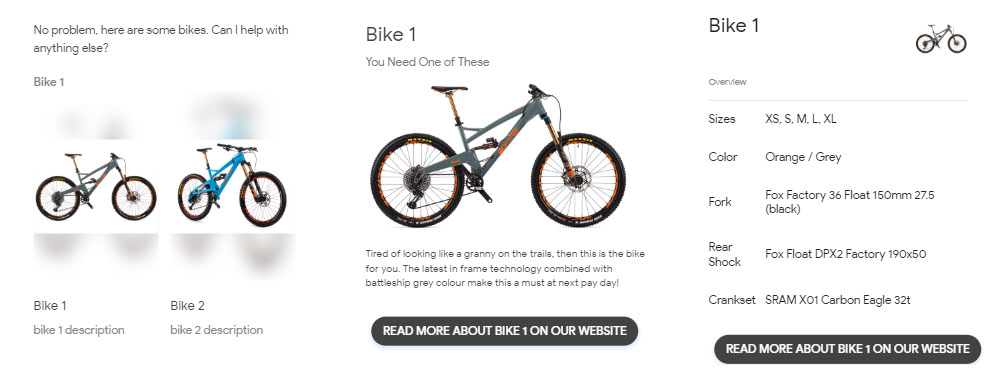 No problem, here are some bikes. Can I help with
anything else?
Bike 1
Bike 1
bike 1 description
Bike 2
bike 2 description
Bike 1
You Need One of These
Tired of looking like a granny on the trails, then this is the bike
for you. The latest in frame technology combined with
battleship grey colour make this a must at next pay day!
READ MORE ABOUT BIKE 1 ON OUR WEBSITE
Bike 1
Overview
Sizes XS, S, M, L, XL
Color Orange / Grey
Fork Fox Factory 36 Float 150mm 27.5
(black)
Rear
Shock Fox Float DPX2 Factory 190x50
Crankset SRAM X01 Carbon Eagle 32t
READ MORE ABOUT BIKE 1 ON OUR WEBSITE